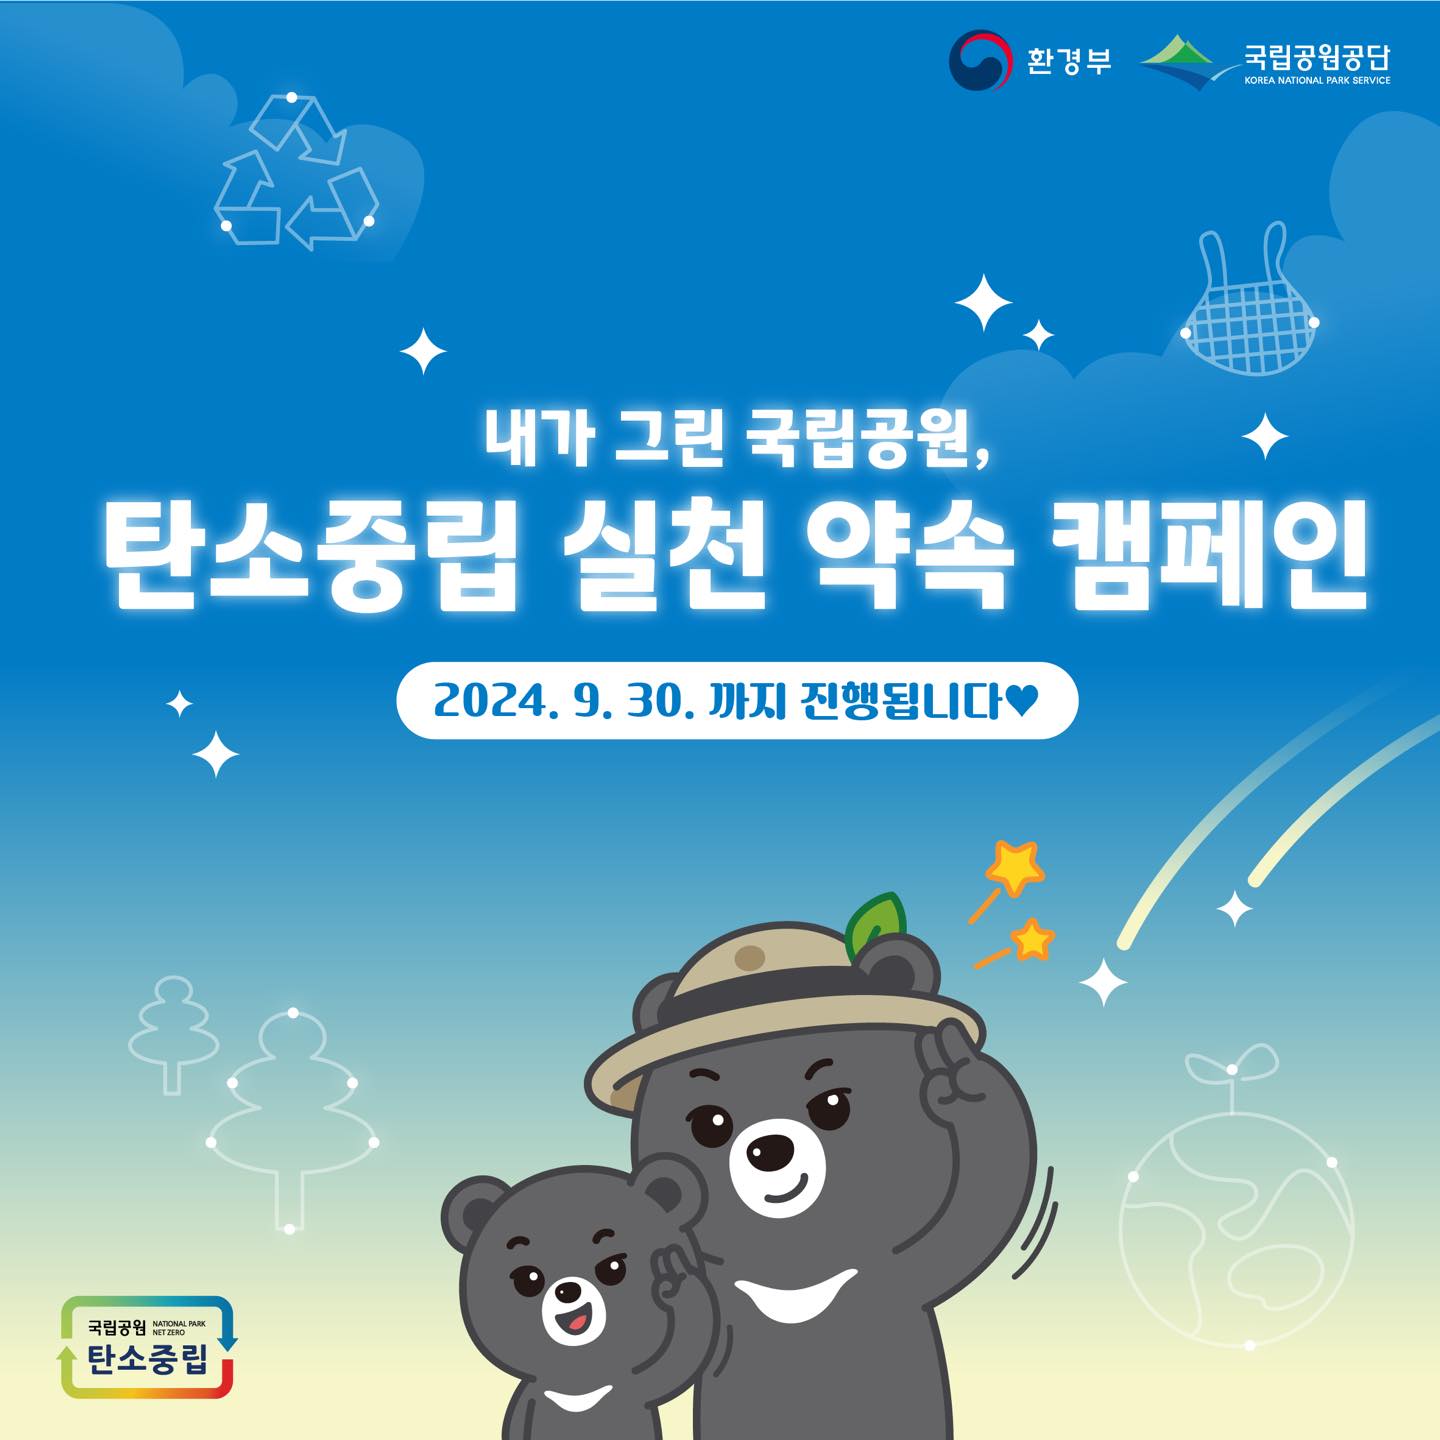 환경부
국립공원공단
KOREA NATIONAL PARK SERVICE
내가 그린 국립공원,
탄소중립 실천 약속 캠페인
2024. 9. 30. 까지 진행됩니다♥
국립공원 NATIONAL PARK
NET ZERO
탄소중립